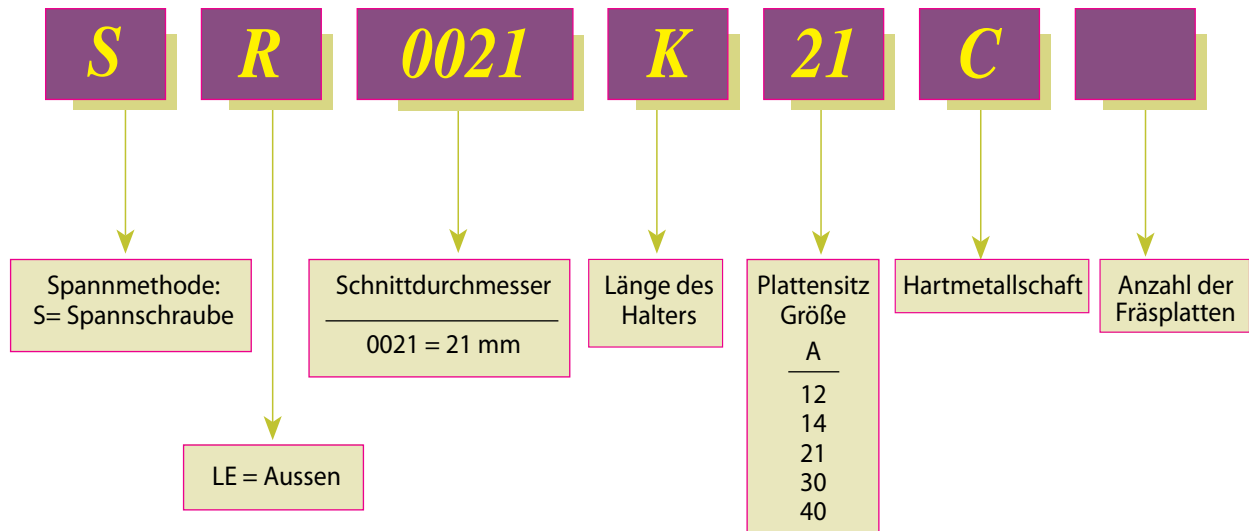 S R 0021 K 21 C
Spannmethode:
S= Spannschraube
LE = Aussen
Schnittdurchmesser
0021 = 21 mm
Länge des
Halters
Plattensitz
Größe
A
12
14
21
30
40
Hartmetallschaft
Anzahl der
Fräsplatten